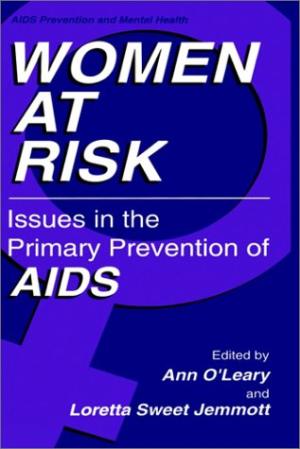 AIDS Prevention and Mental Health
WOMEN
AT
RISK
Issues in the
Primary Prevention of
AIDS
Edited by
Ann O'Leary
and
Loretta Sweet Jemmott